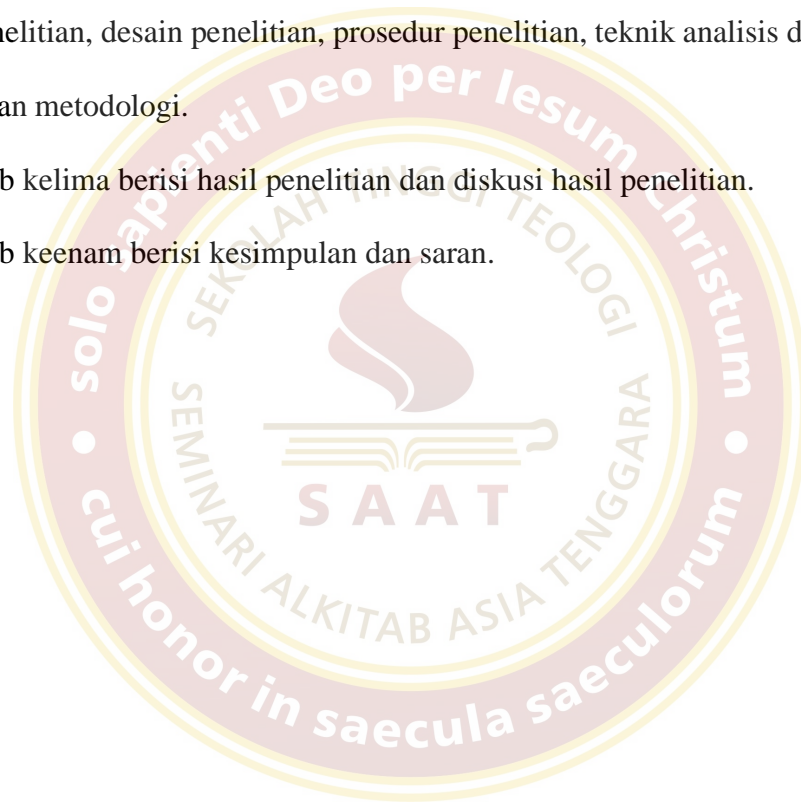 nelitian, desain penelitian, prosedur penelitian, teknik analisis d
an metodologi.
b kelima berisi hasil penelitian dan diskusi hasil penelitian.
b keenam berisi kesimpulan dan saran.
solo sapienti Deo per Iesum Christum
cui honor in saecula saeculorum
SEKOLAH TINGGI TEOLOGI
SEMINARI ALKITAB ASIA TENGGARA
SAAT